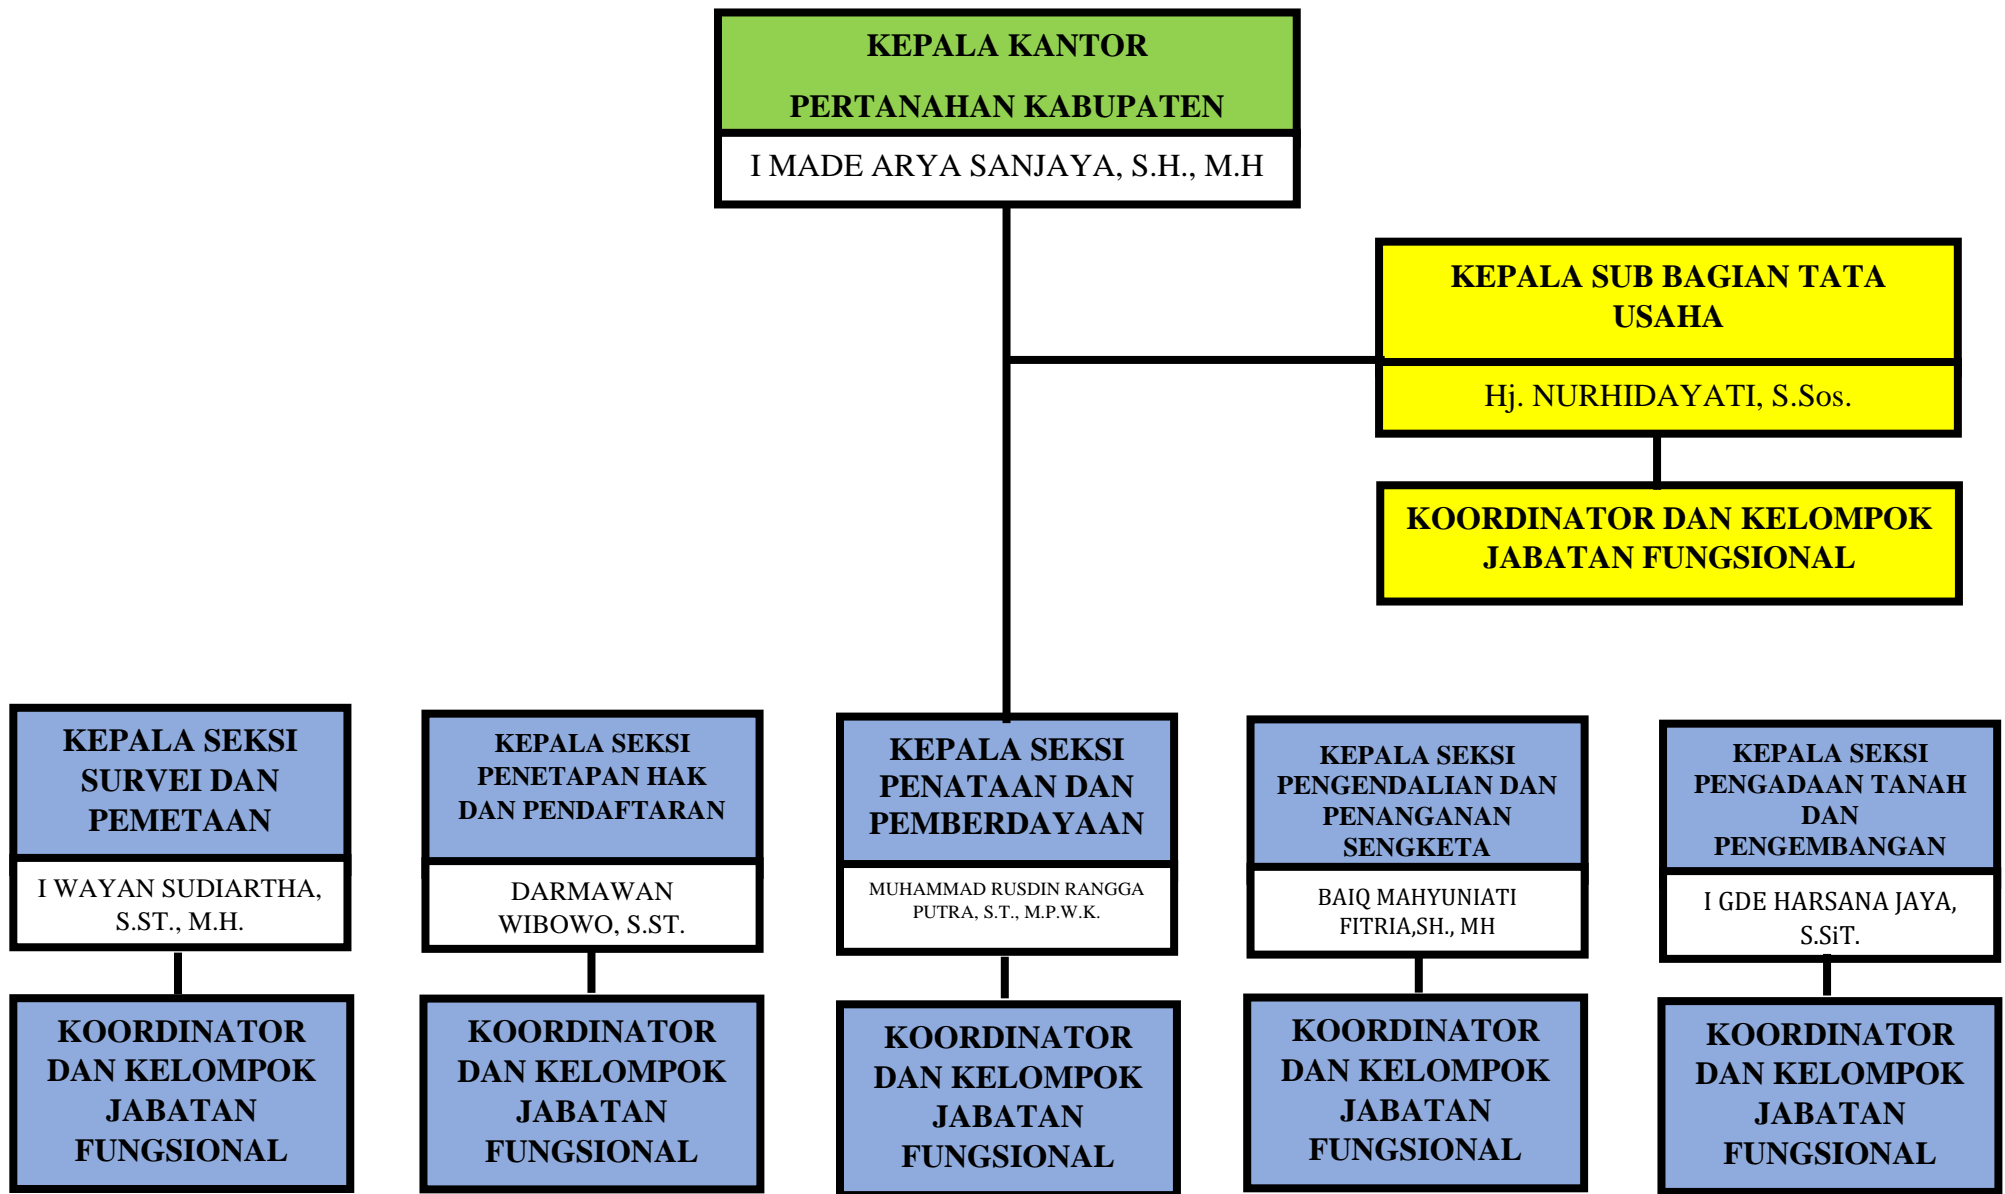 KEPALA KANTOR
PERTANAHAN KABUPATEN
I MADE ARYA SANJAYA, S.H., M.H
KEPALA SUB BAGIAN TATA
USAHA
Hj. NURHIDAYATI, S.Sos.
KOORDINATOR DAN KELOMPOK
JABATAN FUNGSIONAL
KEPALA SEKSI
SURVEI DAN
PEMETAAN
I WAYAN SUDIARTHA,
S.ST., M.H.
KOORDINATOR
DAN KELOMPOK
JABATAN
FUNGSIONAL
KEPALA SEKSI
PENETAPAN HAK
DAN PENDAFTARAN
DARMAWAN
WIBOWO, S.ST.
KOORDINATOR
DAN KELOMPOK
JABATAN
FUNGSIONAL
KEPALA SEKSI
PENATAAN DAN
PEMBERDAYAAN
MUHAMMAD RUSDIN RANGGA
PUTRA, S.T., M.P.W.K.
KOORDINATOR
DAN KELOMPOK
JABATAN
FUNGSIONAL
KEPALA SEKSI
PENGENDALIAN DAN
PENANGANAN
SENGKETA
BAIQ MAHYUNIATI
FITRIA,SH., MH
KOORDINATOR
DAN KELOMPOK
JABATAN
FUNGSIONAL
KEPALA SEKSI
PENGADAAN TANAH
DAN
PENGEMBANGAN
I GDE HARSANA JAYA,
S.SiT.
KOORDINATOR
DAN KELOMPOK
JABATAN
FUNGSIONAL